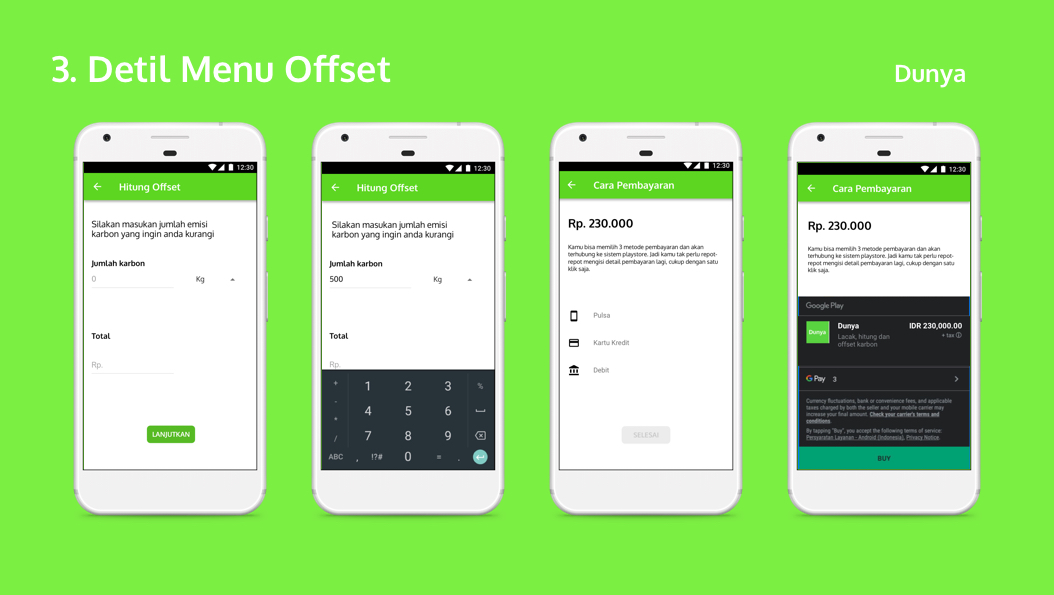 3. Detil Menu Offset
Dunya
12:30
Hitung Offset
Silakan masukan jumlah emisi
karbon yang ingin anda kurangi
Jumlah karbon
0
Kg
Total
Rp.
LANJUTKAN
12:30
Hitung Offset
Silakan masukan jumlah emisi
karbon yang ingin anda kurangi
Jumlah karbon
500
Kg
Total
Rp.
+ 1 2 3 %
- 4 5 6
* 7 8 9
/
ABC , !?# 0 = .
12:30
Cara Pembayaran
Rp. 230.000
Kamu bisa memilih 3 metode pembayaran dan akan
terhubung ke sistem playstore. Jadi kamu tak perlu repot-
repot mengisi detail pembayaran lagi, cukup dengan satu
klik saja.
Pulsa
Kartu Kredit
Debit
SELESAI
12:30
Cara Pembayaran
Rp. 230.000
Kamu bisa memilih 3 metode pembayaran dan akan
terhubung ke sistem playstore. Jadi kamu tak perlu repot-
repot mengisi detail pembayaran lagi, cukup dengan satu
klik saja.
Google Play
Dunya
Dunya
IDR 230,000.00
Lacak, hitung dan
offset karbon
+ tax
G Pay 3
Currency fluctuations, bank or convenience fees, and applicable
taxes charged by both the seller and your mobile carrier may
increase your final amount. Check your carrier's terms and
conditions.
By tapping "Buy", you accept the following terms of service:
Persyaratan Layanan - Android (Indonesia), Privacy Notice.
BUY